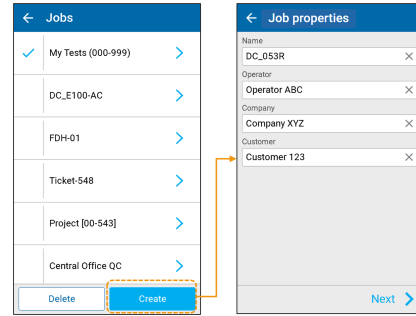 Jobs
My Tests (000-999)
DC_E100-AC
FDH-01
Ticket-548
Project [00-543]
Central Office QC
Delete
Create
Job properties
Name
DC_053R
Operator
Operator ABC
Company
Company XYZ
Customer
Customer 123
Next